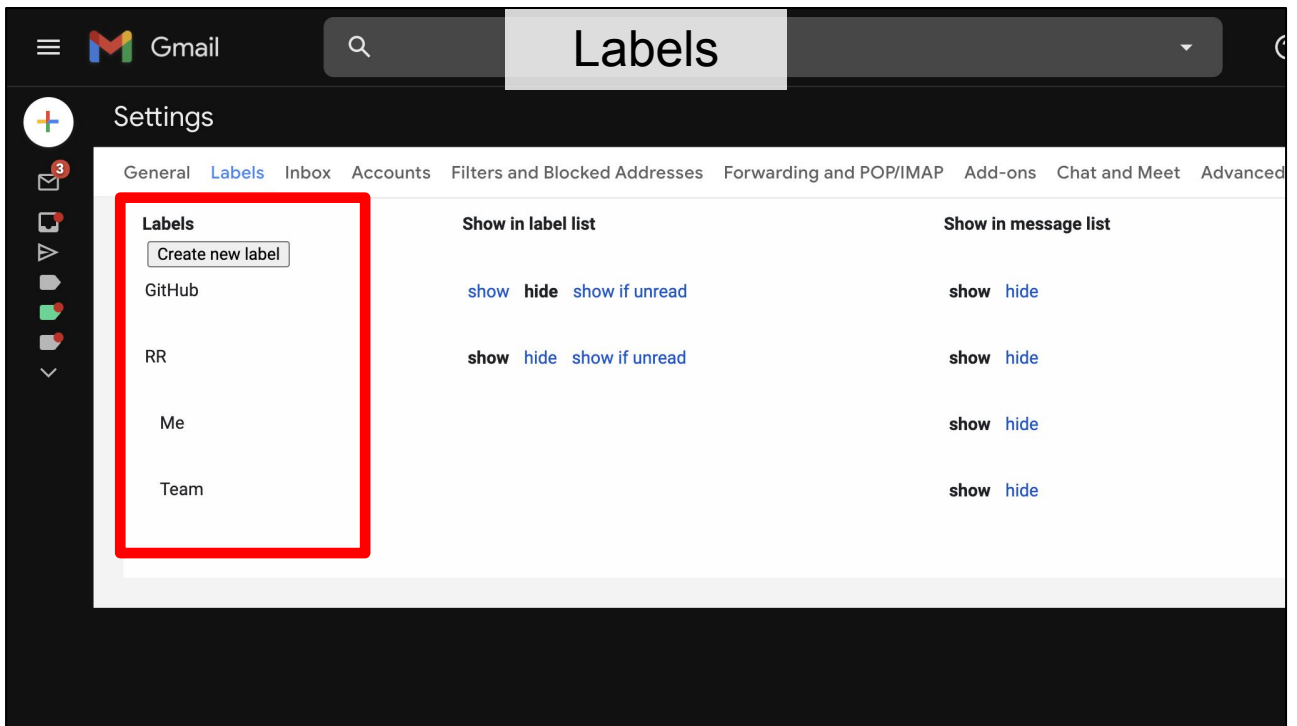 Gmail
Labels
Settings
3
General Labels Inbox Accounts Filters and Blocked Addresses Forwarding and POP/IMAP Add-ons Chat and Meet Advanced
Labels Show in label list Show in message list
Create new label
GitHub show hide show if unread show hide
RR show hide show if unread show hide
Me show hide
Team show hide